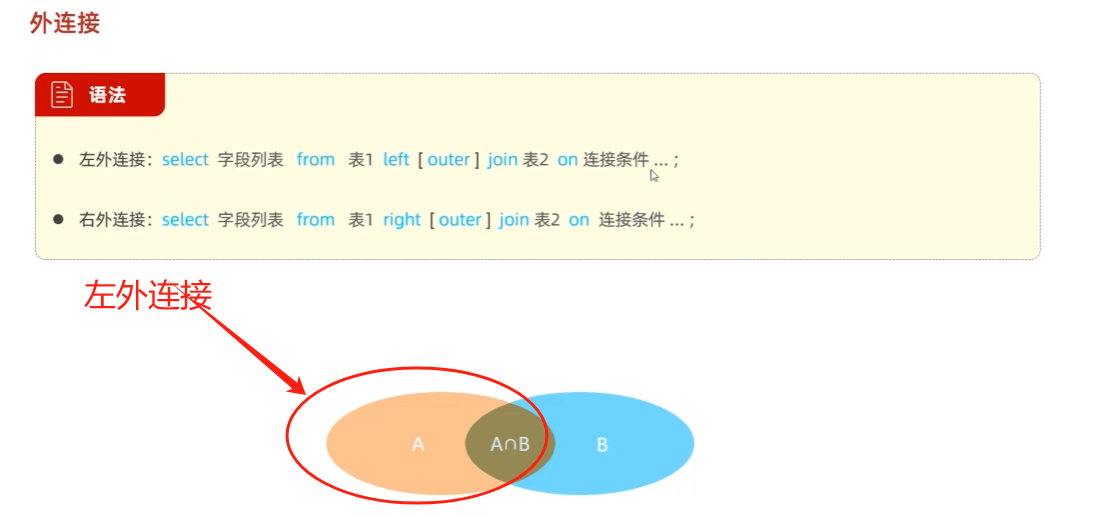 外连接
语法
● 左外连接：select 字段列表 from 表1 left [ outer ] join 表2 on 连接条件 ... ;
● 右外连接：select 字段列表 from 表1 right [ outer ] join 表2 on 连接条件 ... ;
左外连接
A A∩B B